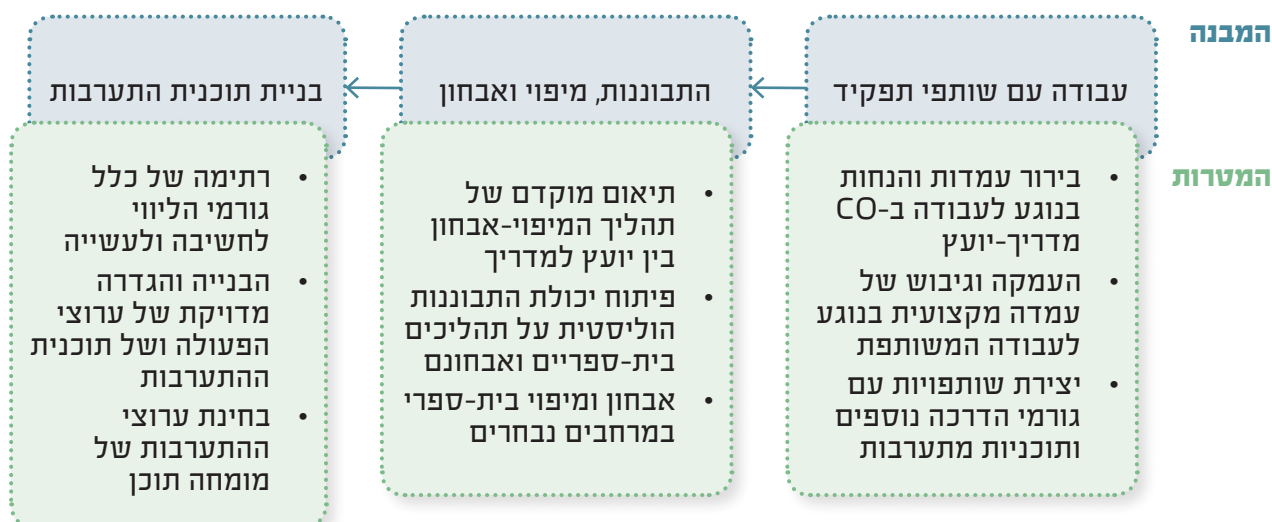 המבנה
עבודה עם שותפי תפקיד
התבוננות, מיפוי ואבחון
בניית תוכנית התערבות
המטרות
• בירור עמדות והנחות
בנוגע לעבודה ב-CO
מדריך-יועץ
• העמקה וגיבוש של
עמדה מקצועית בנוגע
לעבודה המשותפת
• יצירת שותפויות עם
גורמי הדרכה נוספים
ותוכניות מתערבות
• תיאום מוקדם של
תהליך המיפוי-אבחון
בין יועץ למדריך
• פיתוח יכולת התבוננות
הוליסטית על תהליכים
בית-ספריים ואבחונם
• אבחון ומיפוי בית-ספרי
במרחבים נבחרים
• רתימה של כלל
גורמי הליווי
לחשיבה ולעשייה
• הבנייה והגדרה
מדויקת של ערוצי
הפעולה ושל תוכנית
ההתערבות
• בחינת ערוצי
ההתערבות של
מומחה תוכן